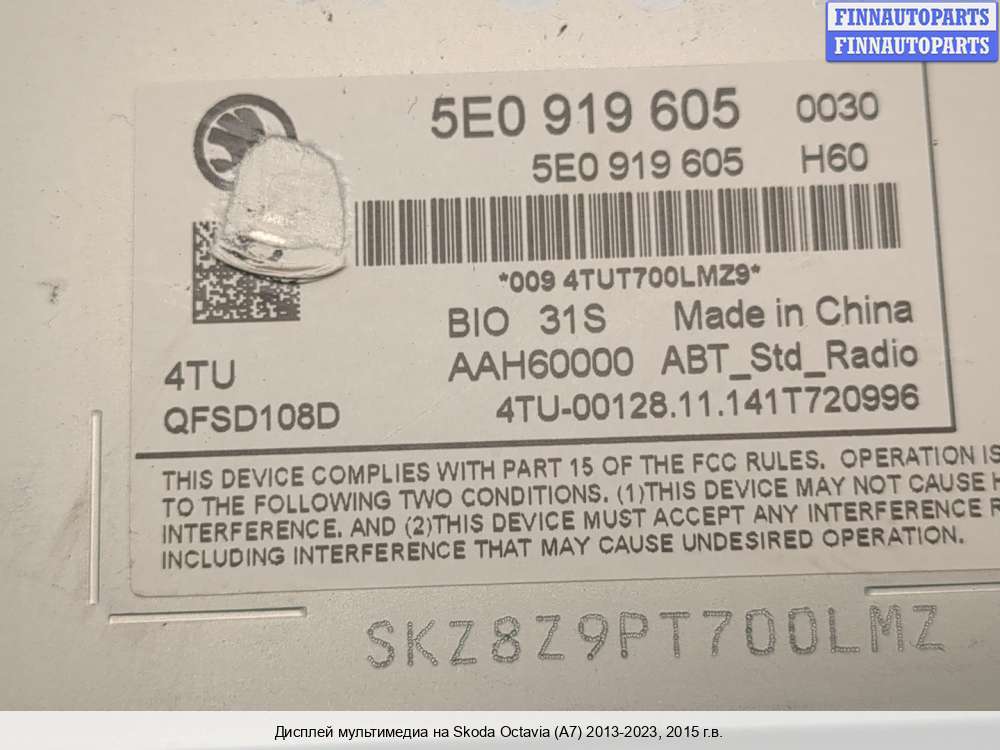 FINNAUTOPARTS
FINNAUTOPARTS
5E0 919 605 0030
5E0 919 605 H60
*009 4TUT700LMZ9*
BIO 31S Made in China
4TU AAH60000 ABT_Std_Radio
QFSD108D 4TU-00128.11.141T720996
THIS DEVICE COMPLIES WITH PART 15 OF THE FCC RULES. OPERATION IS
TO THE FOLLOWING TWO CONDITIONS. (1)THIS DEVICE MAY NOT CAUSE H
INTERFERENCE. AND (2)THIS DEVICE MUST ACCEPT ANY INTERFERENCE R
INCLUDING INTERFERENCE THAT MAY CAUSE UNDESIRED OPERATION.
SKZ8Z9PT700LMZ
Дисплей мультимедиа на Skoda Octavia (A7) 2013-2023, 2015 г.в.